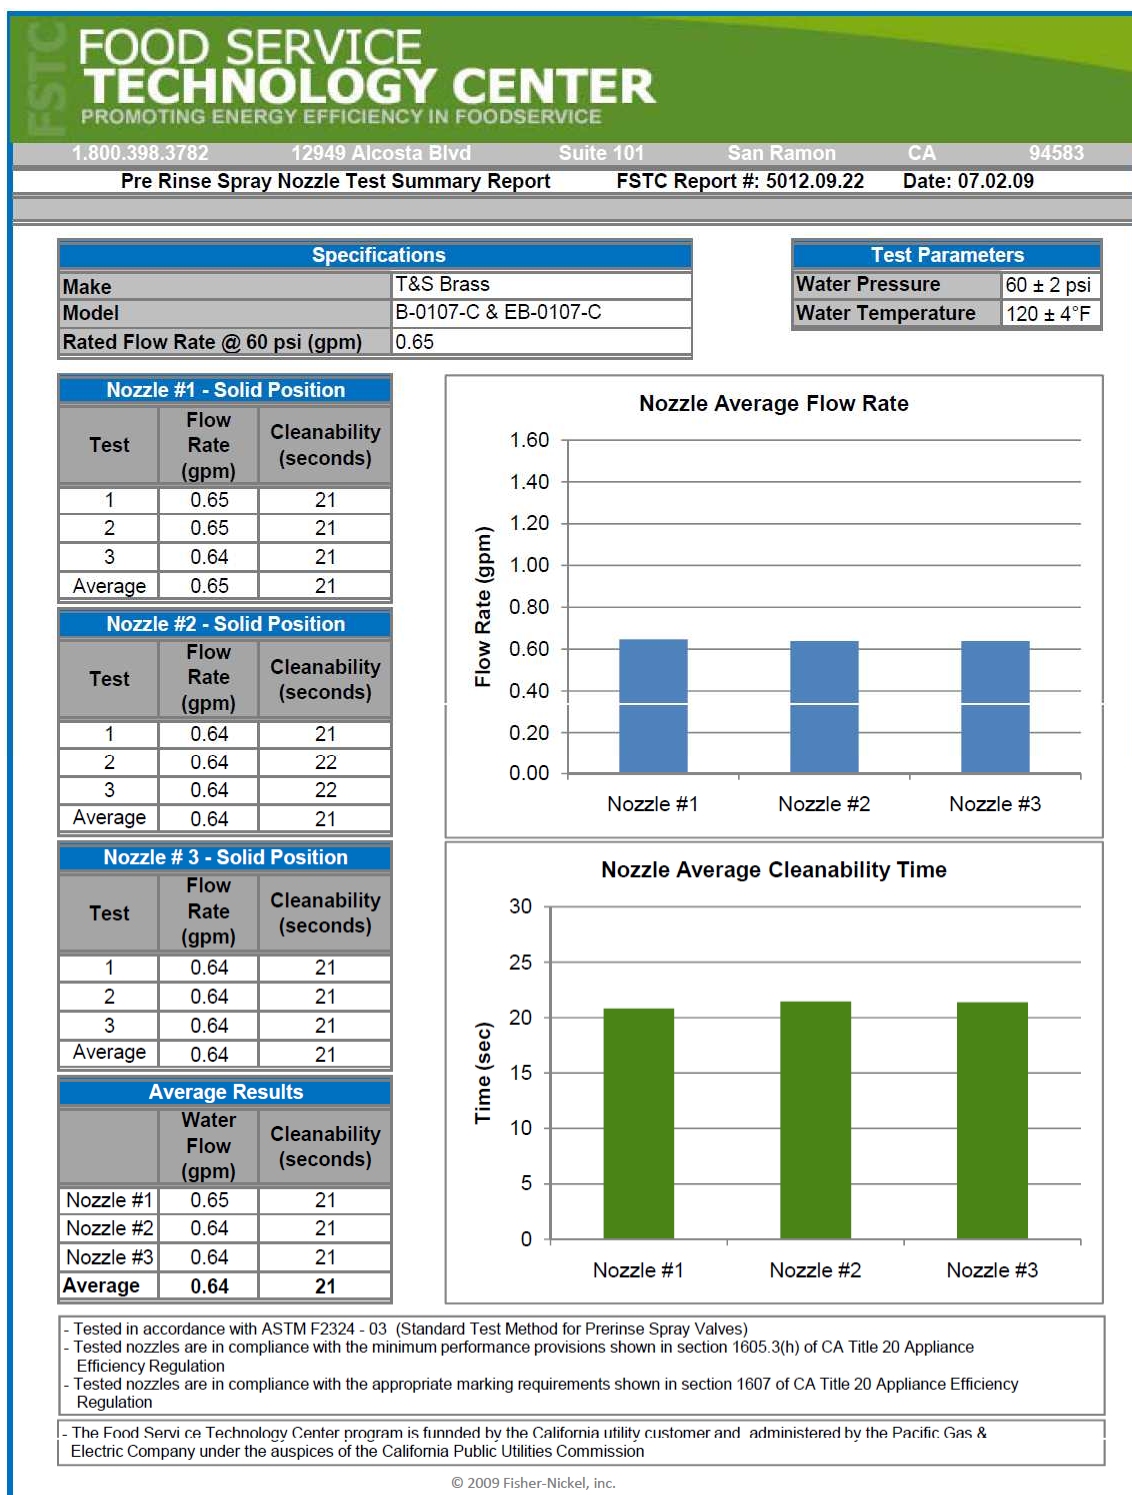 FSTC
FOOD SERVICE
TECHNOLOGY CENTER
PROMOTING ENERGY EFFICIENCY IN FOODSERVICE
1.800.398.3782 12949 Alcosta Blvd Suite 101 San Ramon CA 94583
Pre Rinse Spray Nozzle Test Summary Report FSTC Report #: 5012.09.22 Date: 07.02.09
Specifications
Make T&S Brass
Model B-0107-C & EB-0107-C
Rated Flow Rate @ 60 psi (gpm) 0.65
Test Parameters
Water Pressure 60 ± 2 psi
Water Temperature 120 ± 4°F
Nozzle #1 - Solid Position
Test Flow Rate (gpm) Cleanability (seconds)
1 0.65 21
2 0.65 21
3 0.64 21
Average 0.65 21
Nozzle #2 - Solid Position
Test Flow Rate (gpm) Cleanability (seconds)
1 0.64 21
2 0.64 22
3 0.64 22
Average 0.64 21
Nozzle # 3 - Solid Position
Test Flow Rate (gpm) Cleanability (seconds)
1 0.64 21
2 0.64 21
3 0.64 21
Average 0.64 21
Average Results
Water Flow (gpm) Cleanability (seconds)
Nozzle #1 0.65 21
Nozzle #2 0.64 21
Nozzle #3 0.64 21
Average 0.64 21
Nozzle Average Flow Rate
Flow Rate (gpm)
1.60
1.40
1.20
1.00
0.80
0.60
0.40
0.20
0.00
Nozzle #1 Nozzle #2 Nozzle #3
Nozzle Average Cleanability Time
Time (sec)
30
25
20
15
10
5
0
Nozzle #1 Nozzle #2 Nozzle #3
- Tested in accordance with ASTM F2324 - 03 (Standard Test Method for Prerinse Spray Valves)
- Tested nozzles are in compliance with the minimum performance provisions shown in section 1605.3(h) of CA Title 20 Appliance
Efficiency Regulation
- Tested nozzles are in compliance with the appropriate marking requirements shown in section 1607 of CA Title 20 Appliance Efficiency
Regulation
- The Food Servi ce Technology Center program is funnded by the California utility customer and administered by the Pacific Gas &
Electric Company under the auspices of the California Public Utilities Commission
© 2009 Fisher-Nickel, inc.